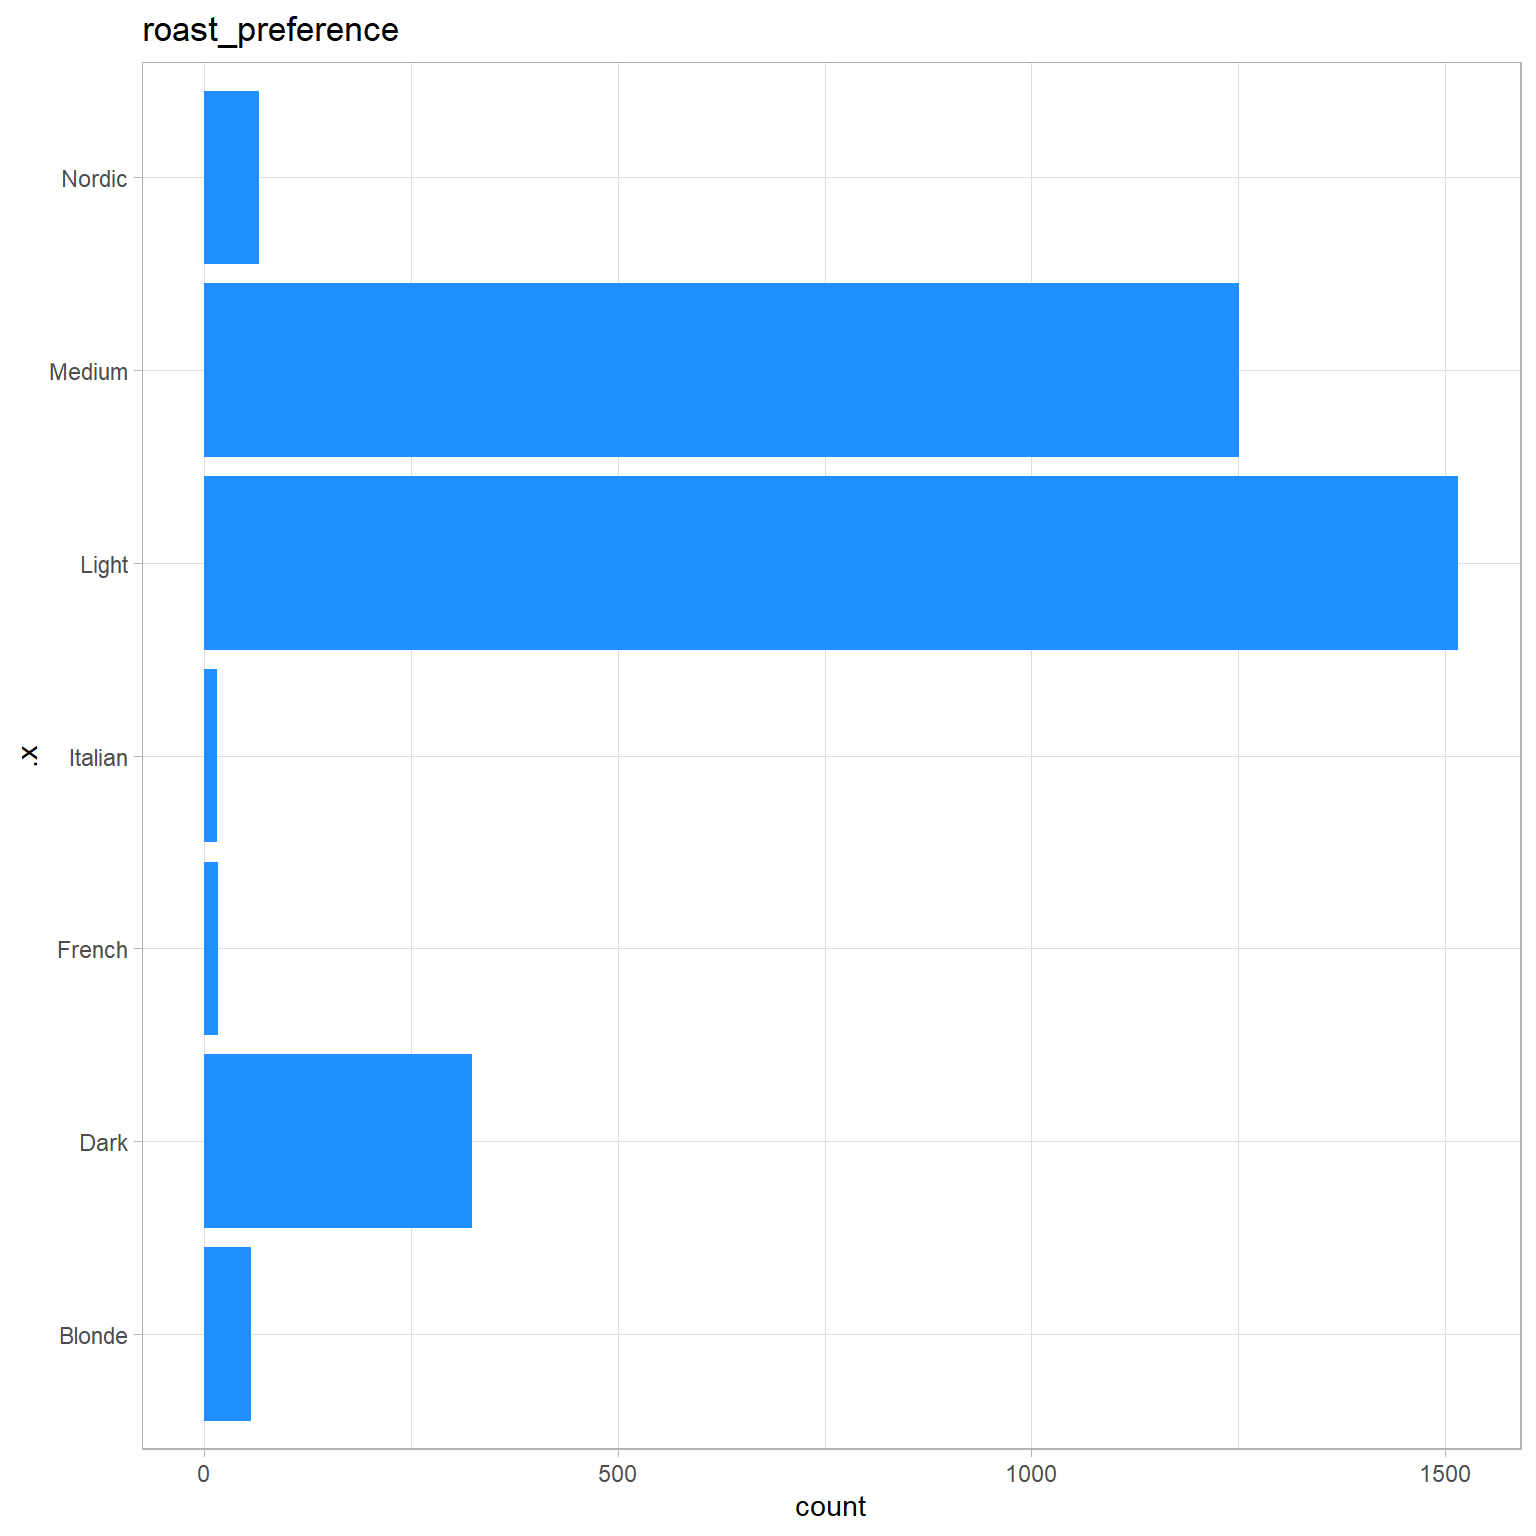 roast_preference
Nordic
Medium
Light
Italian
French
Dark
Blonde
.x
0 500 1000 1500
count